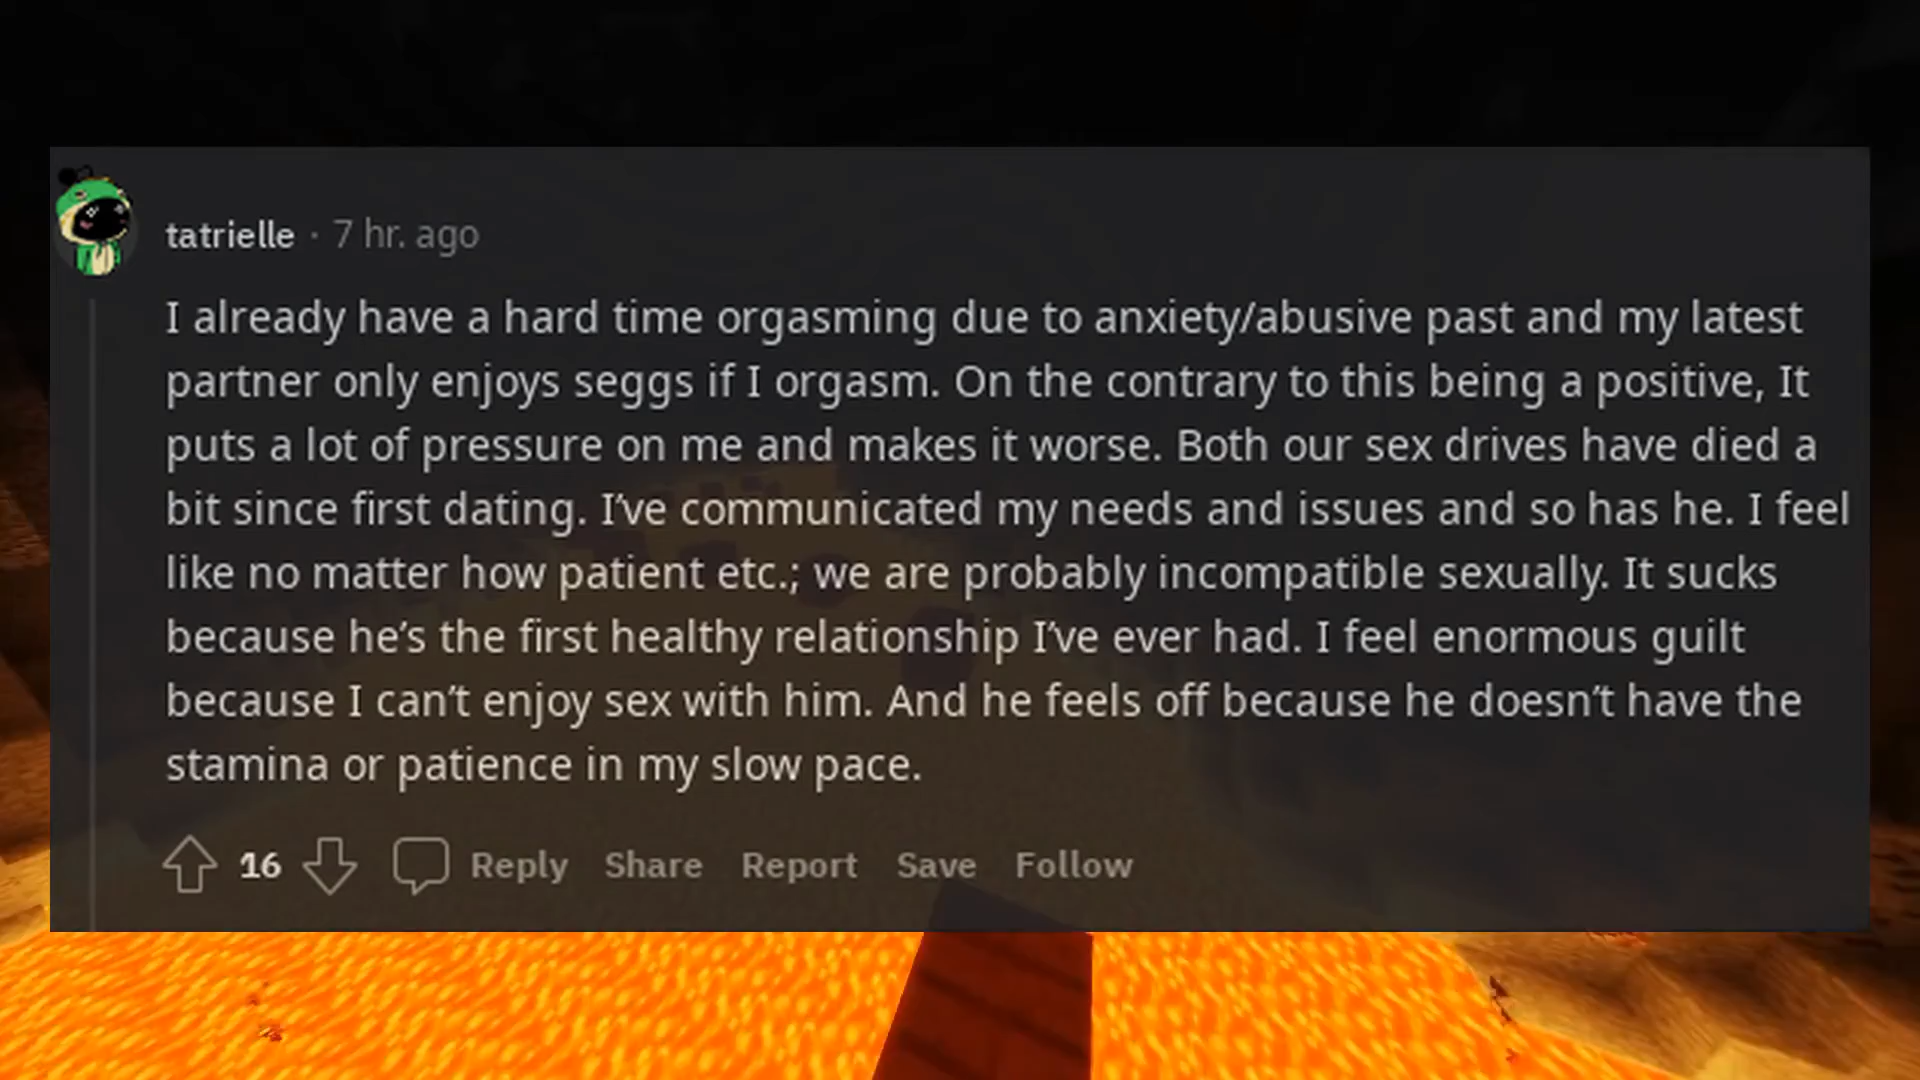 tatrielle · 7 hr. ago
I already have a hard time orgasming due to anxiety/abusive past and my latest
partner only enjoys seggs if I orgasm. On the contrary to this being a positive, It
puts a lot of pressure on me and makes it worse. Both our sex drives have died a
bit since first dating. I’ve communicated my needs and issues and so has he. I feel
like no matter how patient etc.; we are probably incompatible sexually. It sucks
because he’s the first healthy relationship I’ve ever had. I feel enormous guilt
because I can’t enjoy sex with him. And he feels off because he doesn’t have the
stamina or patience in my slow pace.
16 Reply Share Report Save Follow